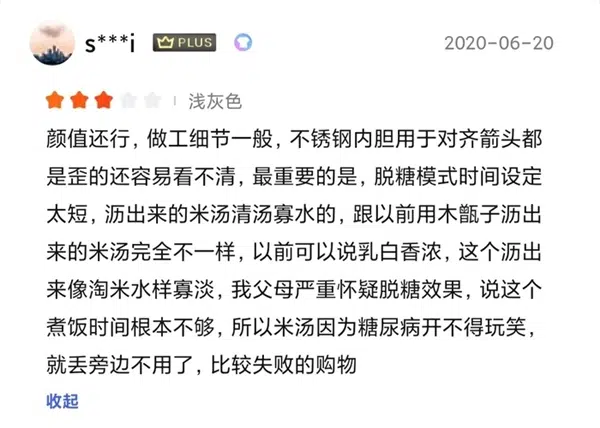 s***i PLUS 2020-06-20
浅灰色
颜值还行，做工细节一般，不锈钢内胆用于对齐箭头都
是歪的还容易看不清，最重要的是，脱糖模式时间设定
太短，沥出来的米汤清汤寡水的，跟以前用木甑子沥出
来的米汤完全不一样，以前可以说乳白香浓，这个沥出
来像淘米水样寡淡，我父母严重怀疑脱糖效果，说这个
煮饭时间根本不够，所以米汤因为糖尿病开不得玩笑，
就丢旁边不用了，比较失败的购物
收起